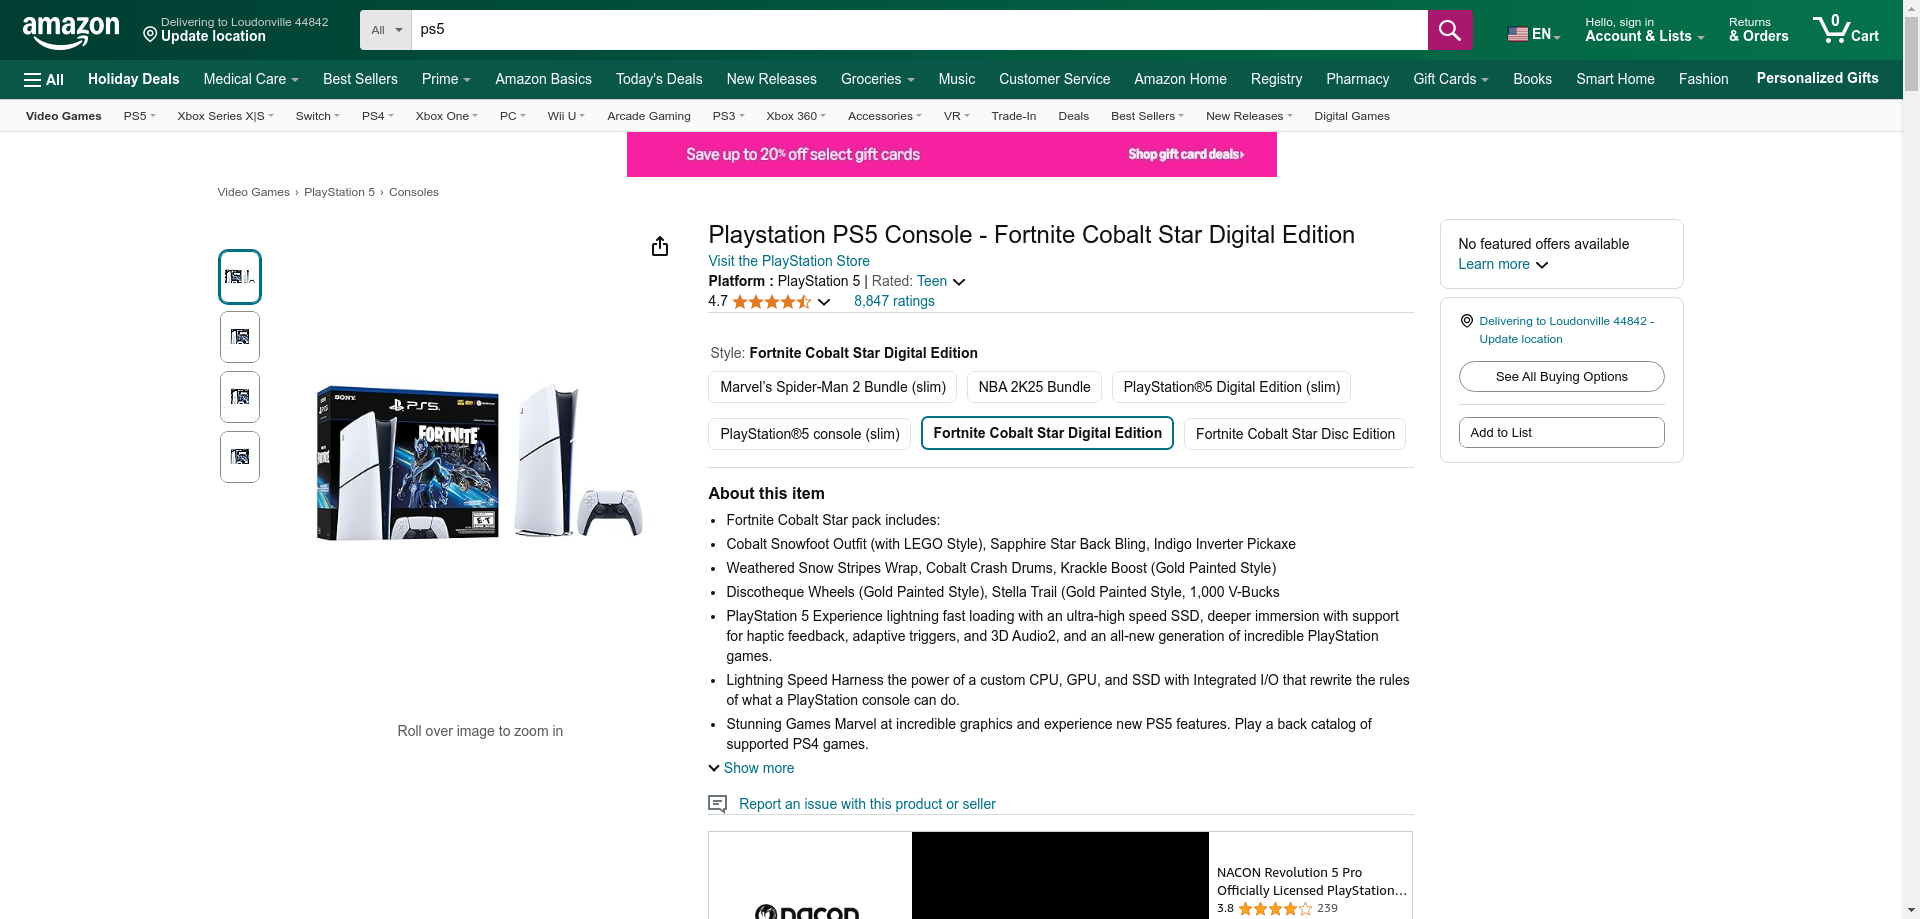 amazon
Delivering to Loudonville 44842
Update location
All
ps5
EN
Hello, sign in
Account & Lists
Returns
& Orders
0
Cart
All
Holiday Deals
Medical Care
Best Sellers
Prime
Amazon Basics
Today's Deals
New Releases
Groceries
Music
Customer Service
Amazon Home
Registry
Pharmacy
Gift Cards
Books
Smart Home
Fashion
Personalized Gifts
Video Games
PS5
Xbox Series X|S
Switch
PS4
Xbox One
PC
Wii U
Arcade Gaming
PS3
Xbox 360
Accessories
VR
Trade-In
Deals
Best Sellers
New Releases
Digital Games
Save up to 20% off select gift cards
Shop gift card deals
Video Games › PlayStation 5 › Consoles
SONY
PS5
FORTNITE
Roll over image to zoom in
Playstation PS5 Console - Fortnite Cobalt Star Digital Edition
Visit the PlayStation Store
Platform : PlayStation 5 | Rated: Teen
4.7
8,847 ratings
Style: Fortnite Cobalt Star Digital Edition
Marvel's Spider-Man 2 Bundle (slim)
NBA 2K25 Bundle
PlayStation®5 Digital Edition (slim)
PlayStation®5 console (slim)
Fortnite Cobalt Star Digital Edition
Fortnite Cobalt Star Disc Edition
About this item
• Fortnite Cobalt Star pack includes:
• Cobalt Snowfoot Outfit (with LEGO Style), Sapphire Star Back Bling, Indigo Inverter Pickaxe
• Weathered Snow Stripes Wrap, Cobalt Crash Drums, Krackle Boost (Gold Painted Style)
• Discotheque Wheels (Gold Painted Style), Stella Trail (Gold Painted Style, 1,000 V-Bucks
• PlayStation 5 Experience lightning fast loading with an ultra-high speed SSD, deeper immersion with support
for haptic feedback, adaptive triggers, and 3D Audio2, and an all-new generation of incredible PlayStation
games.
• Lightning Speed Harness the power of a custom CPU, GPU, and SSD with Integrated I/O that rewrite the rules
of what a PlayStation console can do.
• Stunning Games Marvel at incredible graphics and experience new PS5 features. Play a back catalog of
supported PS4 games.
Show more
Report an issue with this product or seller
nacon
NACON Revolution 5 Pro
Officially Licensed PlayStation…
3.8
239
No featured offers available
Learn more
Delivering to Loudonville 44842 -
Update location
See All Buying Options
Add to List